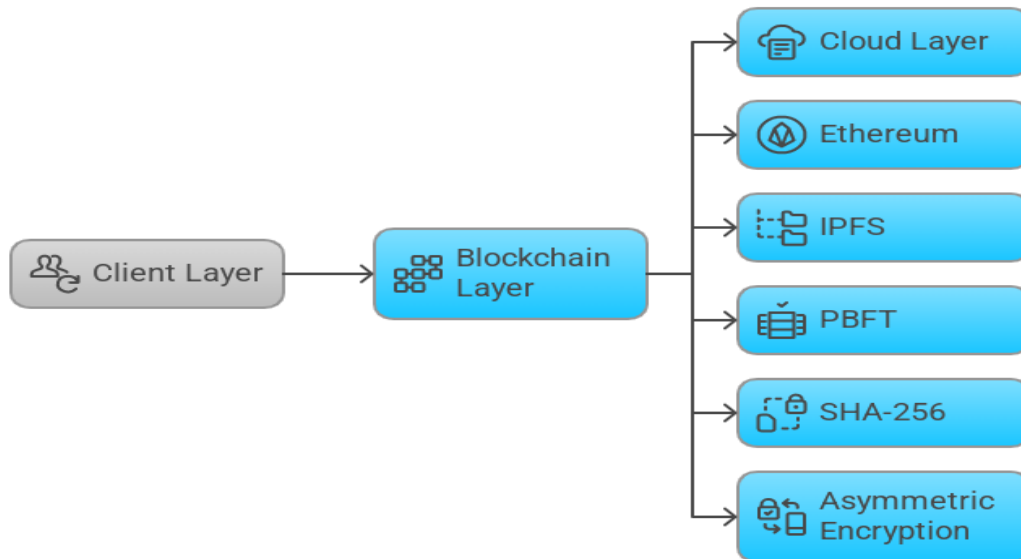 Client Layer
Blockchain
Layer
Cloud Layer
Ethereum
IPFS
PBFT
SHA-256
Asymmetric
Encryption